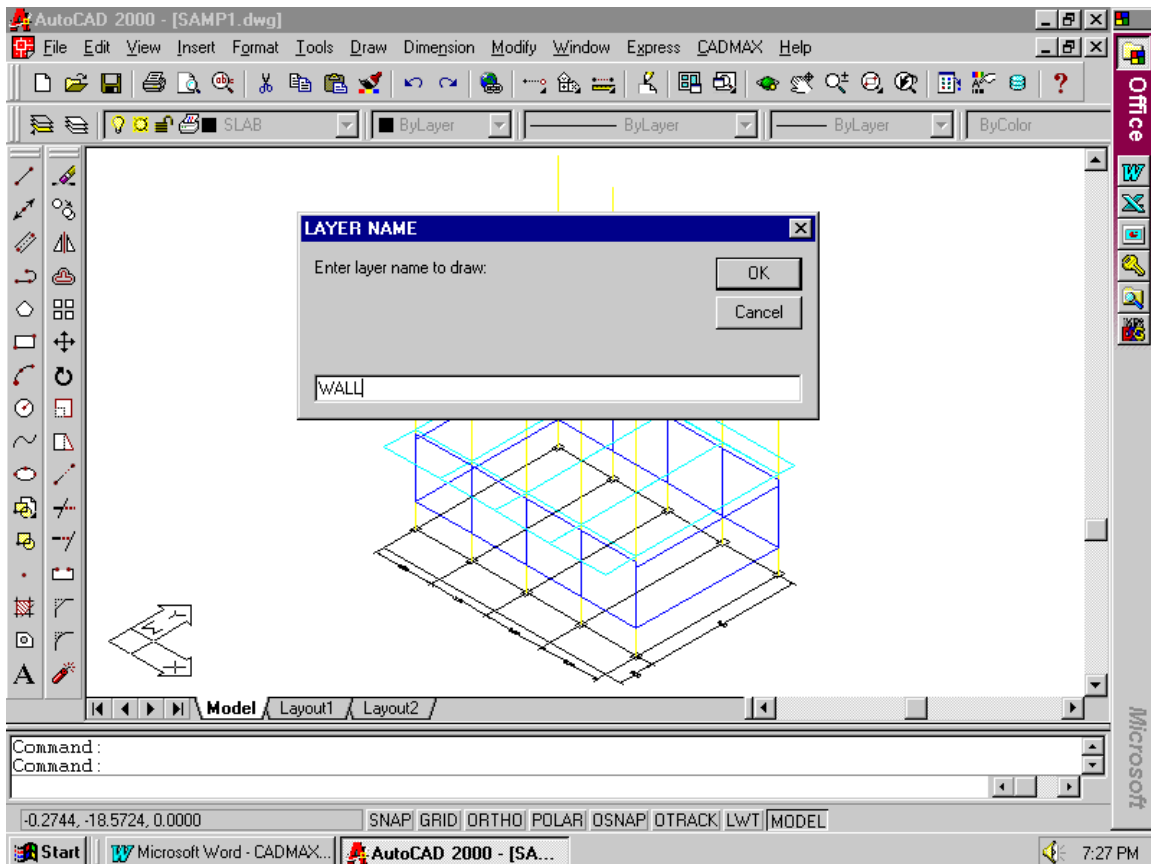 AutoCAD 2000 - [SAMP1.dwg]
File Edit View Insert Format Tools Draw Dimension Modify Window Express CADMAX Help
SLAB ByLayer ByLayer ByLayer ByColor
Office
LAYER NAME
Enter layer name to draw:
OK
Cancel
WALL
Y
X
A
Model Layout1 Layout2
Command:
Command:
Microsoft
-0.2744, -18.5724, 0.0000 SNAP GRID ORTHO POLAR OSNAP OTRACK LWT MODEL
Start Microsoft Word - CADMAX... AutoCAD 2000 - [SA... 7:27 PM